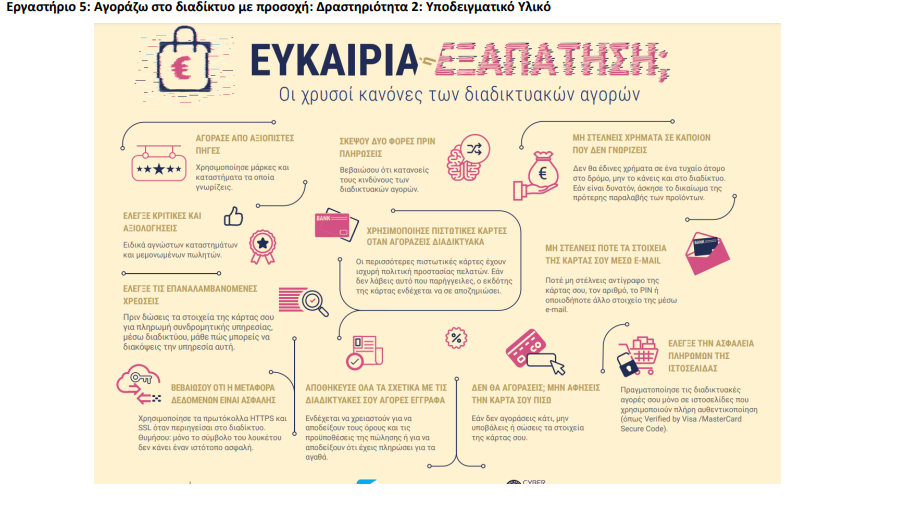 Εργαστήριο 5: Αγοράζω στο διαδίκτυο με προσοχή: Δραστηριότητα 2: Υποδειγματικό Υλικό
ΕΥΚΑΙΡΙΑ = ΕΞΑΠΑΤΗΣΗ;
Οι χρυσοί κανόνες των διαδικτυακών αγορών
€
ΑΓΟΡΑΣΕ ΑΠΟ ΑΞΙΟΠΙΣΤΕΣ
ΠΗΓΕΣ
Χρησιμοποίησε μάρκες και
καταστήματα τα οποία
γνωρίζεις.
ΣΚΕΨΟΥ ΔΥΟ ΦΟΡΕΣ ΠΡΙΝ
ΠΛΗΡΩΣΕΙΣ
Βεβαιώσου ότι κατανοείς
τους κινδύνους των
διαδικτυακών αγορών.
€
ΜΗ ΣΤΕΛΝΕΙΣ ΧΡΗΜΑΤΑ ΣΕ ΚΑΠΟΙΟΝ
ΠΟΥ ΔΕΝ ΓΝΩΡΙΖΕΙΣ
Δεν θα έδινες χρήματα σε ένα τυχαίο άτομο
στο δρόμο, μην το κάνεις και στο διαδίκτυο.
Εάν είναι δυνατόν, άσκησε το δικαίωμα της
πρότερης παραλαβής των προϊόντων.
ΕΛΕΓΞΕ ΚΡΙΤΙΚΕΣ ΚΑΙ
ΑΞΙΟΛΟΓΗΣΕΙΣ
Ειδικά αγνώστων καταστημάτων
και μεμονωμένων πωλητών.
BANK
ΧΡΗΣΙΜΟΠΟΙΗΣΕ ΠΙΣΤΩΤΙΚΕΣ ΚΑΡΤΕΣ
ΟΤΑΝ ΑΓΟΡΑΖΕΙΣ ΔΙΑΔΙΚΤΥΑΚΑ
Οι περισσότερες πιστωτικές κάρτες έχουν
ισχυρή πολιτική προστασίας πελατών. Εάν
δεν λάβεις αυτό που παρήγγειλες, ο εκδότης
της κάρτας ενδέχεται να σε αποζημιώσει.
ΜΗ ΣΤΕΛΝΕΙΣ ΠΟΤΕ ΤΑ ΣΤΟΙΧΕΙΑ
ΤΗΣ ΚΑΡΤΑΣ ΣΟΥ ΜΕΣΩ E-MAIL
Ποτέ μη στέλνεις αντίγραφο της
κάρτας σου, τον αριθμό, το PIN ή
οποιοδήποτε άλλο στοιχείο της μέσω
e-mail.
BANK
ΕΛΕΓΞΕ ΤΙΣ ΕΠΑΝΑΛΑΜΒΑΝΟΜΕΝΕΣ
ΧΡΕΩΣΕΙΣ
Πριν δώσεις τα στοιχεία της κάρτας σου
για πληρωμή συνδρομητικής υπηρεσίας,
μέσω διαδικτύου, μάθε πώς μπορείς να
διακόψεις την υπηρεσία αυτή.
%
ΕΛΕΓΞΕ ΤΗΝ ΑΣΦΑΛΕΙΑ
ΠΛΗΡΩΜΩΝ ΤΗΣ
ΙΣΤΟΣΕΛΙΔΑΣ
Πραγματοποίησε τις διαδικτυακές
αγορές σου μόνο σε ιστοσελίδες που
χρησιμοποιούν πλήρη αυθεντικοποίηση
(όπως Verified by Visa /MasterCard
Secure Code).
ΒΕΒΑΙΩΣΟΥ ΟΤΙ Η ΜΕΤΑΦΟΡΑ
ΔΕΔΟΜΕΝΩΝ ΕΙΝΑΙ ΑΣΦΑΛΗΣ
Χρησιμοποίησε τα πρωτόκολλα HTTPS και
SSL όταν περιηγείσαι στο διαδίκτυο.
Θυμήσου: μόνο το σύμβολο του λουκέτου
δεν κάνει έναν ιστότοπο ασφαλή.
ΑΠΟΘΗΚΕΥΣΕ ΟΛΑ ΤΑ ΣΧΕΤΙΚΑ ΜΕ ΤΙΣ
ΔΙΑΔΙΚΤΥΑΚΕΣ ΣΟΥ ΑΓΟΡΕΣ ΕΓΓΡΑΦΑ
Ενδέχεται να χρειαστούν για να
αποδείξουν τους όρους και τις
προϋποθέσεις της πώλησης ή για να
αποδείξουν ότι έχεις πληρώσει για τα
αγαθά.
ΔΕΝ ΘΑ ΑΓΟΡΑΣΕΙΣ; ΜΗΝ ΑΦΗΣΕΙΣ
ΤΗΝ ΚΑΡΤΑ ΣΟΥ ΠΙΣΩ
Εάν δεν αγοράσεις κάτι, μην
υποβάλεις ή σώσεις τα στοιχεία
της κάρτας σου.
CYBER